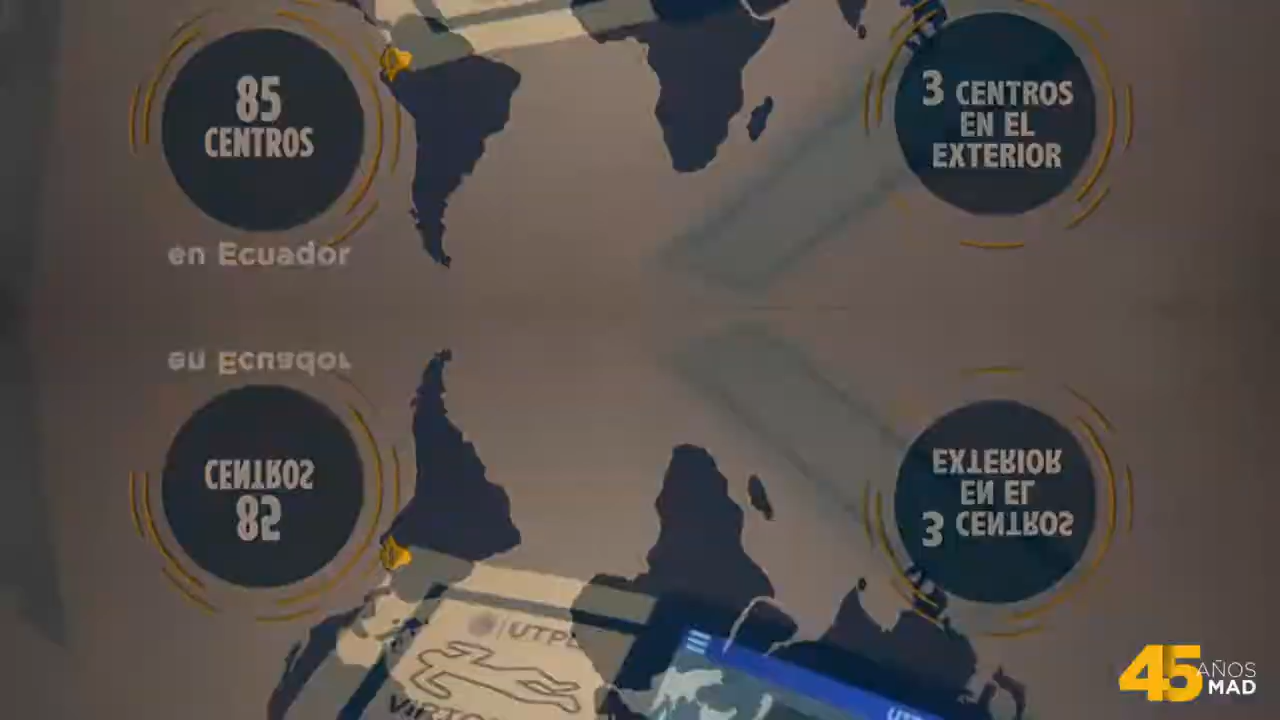 85
CENTROS
en Ecuador
3 CENTROS
EN EL
EXTERIOR
en Ecuador
CENTROS
85
EXTERIOR
EN EL
3 CENTROS
UTPL
45 AÑOS
MAD